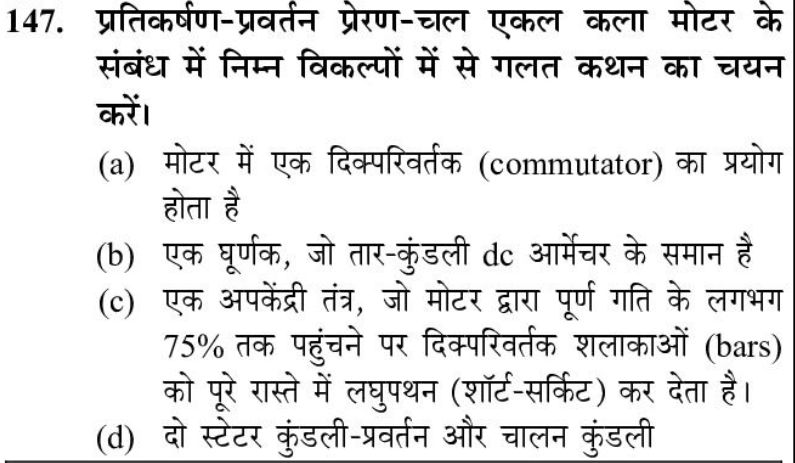 147. प्रतिकर्षण-प्रवर्तन प्रेरण-चल एकल कला मोटर के
संबंध में निम्न विकल्पों में से गलत कथन का चयन
करें।
(a) मोटर में एक दिक्परिवर्तक (commutator) का प्रयोग
होता है
(b) एक घूर्णक, जो तार-कुंडली dc आर्मेचर के समान है
(c) एक अपकेंद्री तंत्र, जो मोटर द्वारा पूर्ण गति के लगभग
75% तक पहुंचने पर दिक्परिवर्तक शलाकाओं (bars)
को पूरे रास्ते में लघुपथन (शॉर्ट-सर्किट) कर देता है।
(d) दो स्टेटर कुंडली-प्रवर्तन और चालन कुंडली